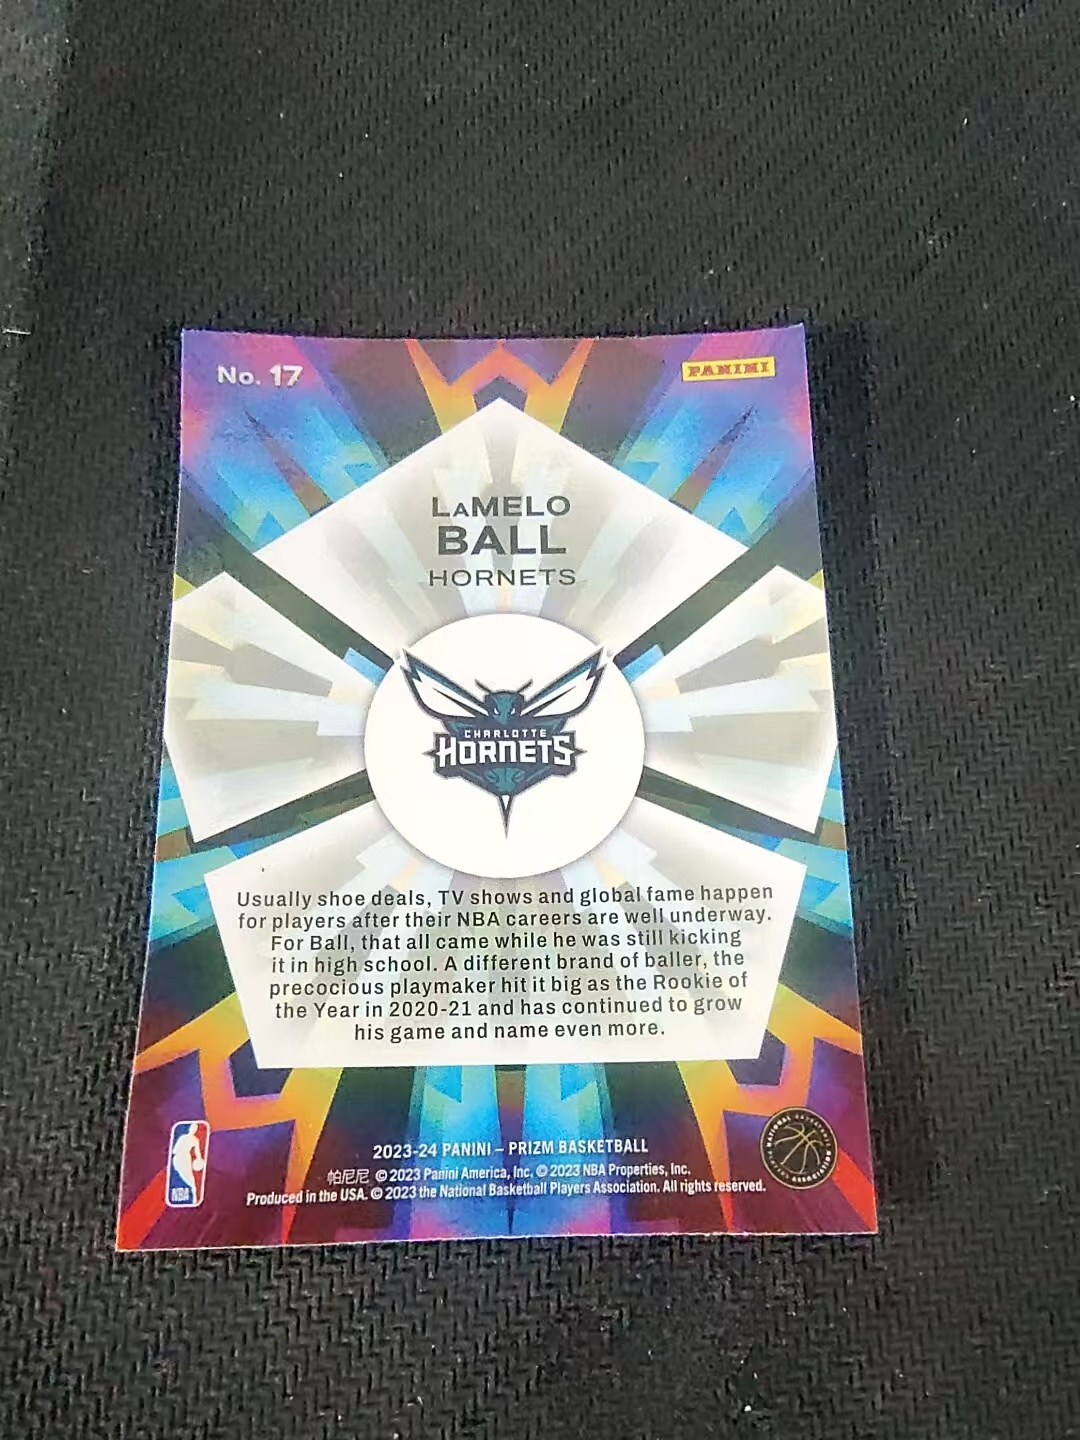 No. 17
PANINI
LAMELO
BALL
HORNETS
CHARLOTTE
HORNETS
Usually shoe deals, TV shows and global fame happen
for players after their NBA careers are well underway.
For Ball, that all came while he was still kicking
it in high school. A different brand of baller, the
precocious playmaker hit it big as the Rookie of
the Year in 2020-21 and has continued to grow
his game and name even more.
2023-24 PANINI – PRIZM BASKETBALL
帕尼尼 © 2023 Panini America, Inc. © 2023 NBA Properties, Inc.
Produced in the USA. © 2023 the National Basketball Players Association. All rights reserved.
NBA